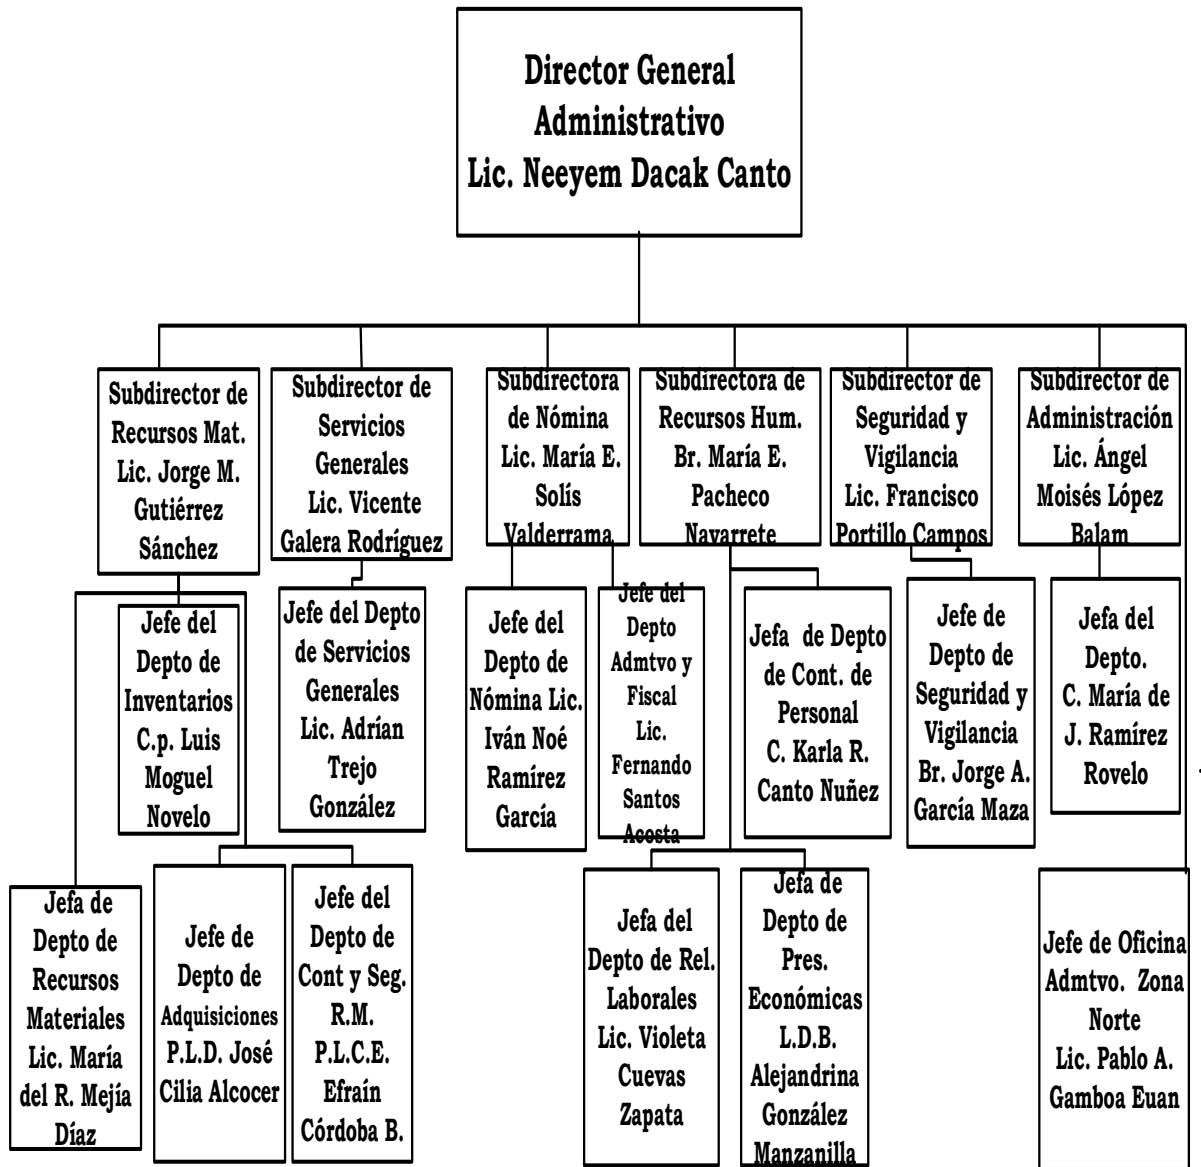 Director General
Administrativo
Lic. Neeyem Dacak Canto
Subdirector de
Recursos Mat.
Lic. Jorge M.
Gutiérrez
Sánchez
Subdirector de
Servicios
Generales
Lic. Vicente
Galera Rodríguez
Subdirectora
de Nómina
Lic. María E.
Solís
Valderrama
Subdirectora de
Recursos Hum.
Br. María E.
Pacheco
Navarrete
Subdirector de
Seguridad y
Vigilancia
Lic. Francisco
Portillo Campos
Subdirector de
Administración
Lic. Ángel
Moisés López
Balam
Jefe del
Depto de
Inventarios
C.p. Luis
Moguel
Novelo
Jefe del Depto
de Servicios
Generales
Lic. Adrían
Trejo
González
Jefe del
Depto de
Nómina Lic.
Iván Noé
Ramírez
García
Jefe del
Depto
Admtvo y
Fiscal
Lic.
Fernando
Santos
Acosta
Jefa de Depto
de Cont. de
Personal
C. Karla R.
Canto Nuñez
Jefe de
Depto de
Seguridad y
Vigilancia
Br. Jorge A.
García Maza
Jefa del
Depto.
C. María de
J. Ramírez
Rovelo
Jefa de
Depto de
Recursos
Materiales
Lic. María
del R. Mejía
Díaz
Jefe de
Depto de
Adquisiciones
P.L.D. José
Cilia Alcocer
Jefe del
Depto de
Cont y Seg.
R.M.
P.L.C.E.
Efraín
Córdoba B.
Jefa del
Depto de Rel.
Laborales
Lic. Violeta
Cuevas
Zapata
Jefa de
Depto de
Pres.
Económicas
L.D.B.
Alejandrina
González
Manzanilla
Jefe de Oficina
Admtvo. Zona
Norte
Lic. Pablo A.
Gamboa Euan